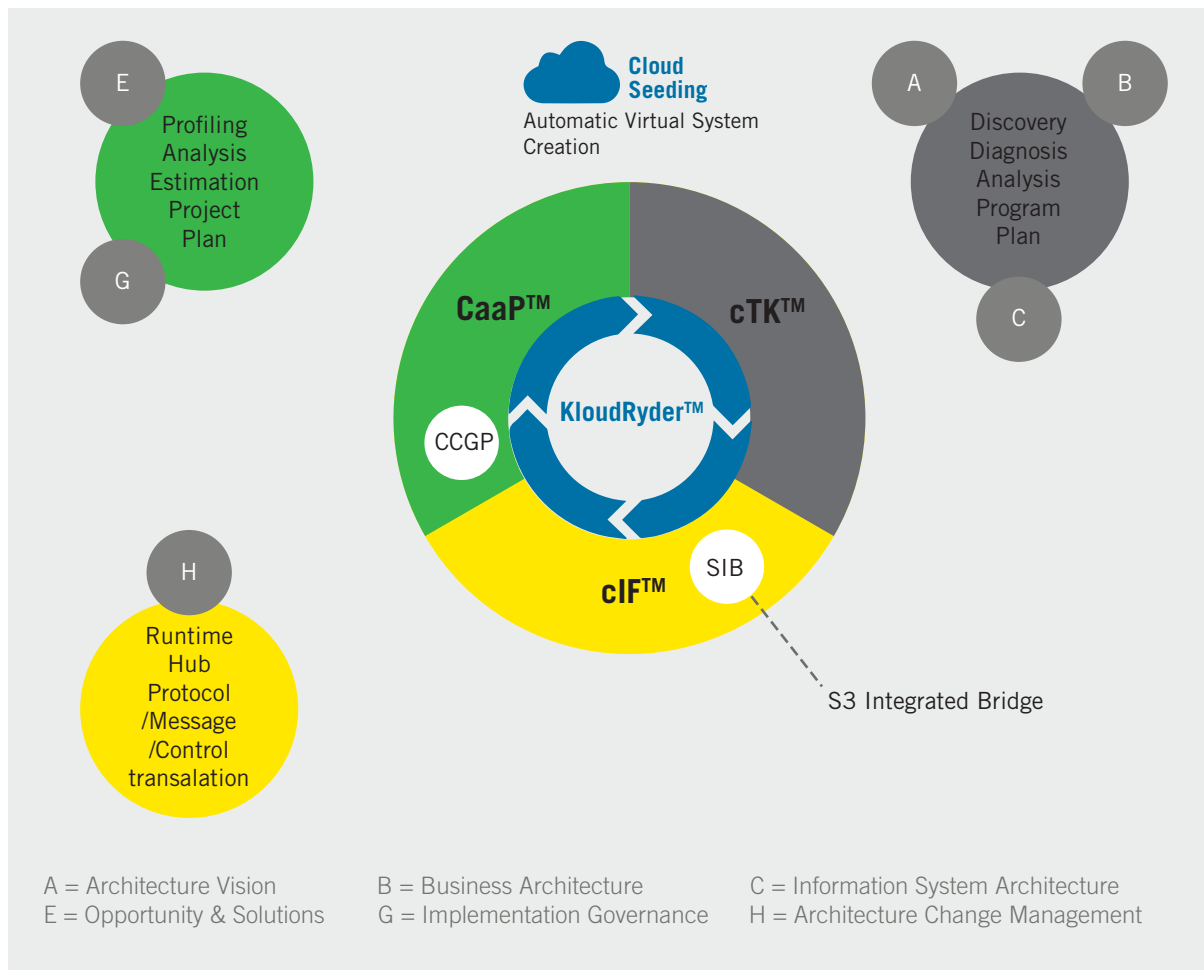 E
Profiling
Analysis
Estimation
Project
Plan
G
Cloud
Seeding
Automatic Virtual System
Creation
A
B
Discovery
Diagnosis
Analysis
Program
Plan
C
CaaP™
cTK™
KloudRyder™
CCGP
cIF™
SIB
S3 Integrated Bridge
H
Runtime
Hub
Protocol
/Message
/Control
transalation
A = Architecture Vision
B = Business Architecture
C = Information System Architecture
E = Opportunity & Solutions
G = Implementation Governance
H = Architecture Change Management